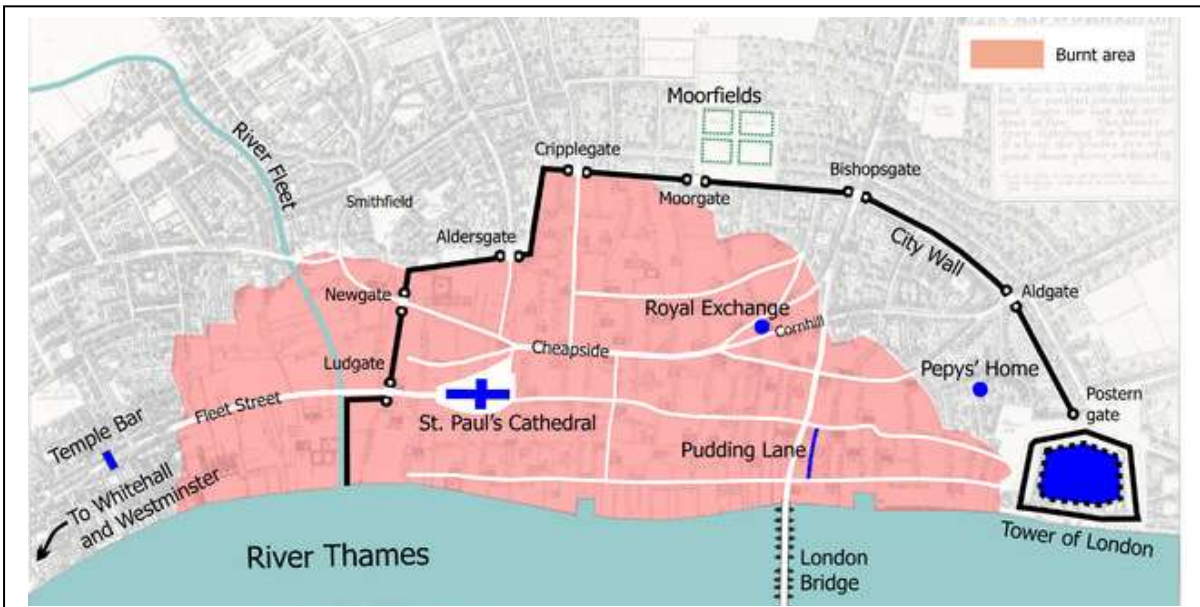 Burnt area
Moorfields
River Fleet
Cripplegate
Bishopsgate
Moorgate
Smithfield
Aldersgate
City Wall
Newgate
Royal Exchange
Aldgate
Cornhill
Cheapside
Ludgate
Pepys' Home
Postern
gate
Fleet Street
St. Paul's Cathedral
Temple Bar
Pudding Lane
To Whitehall
and Westminster
River Thames
London
Bridge
Tower of London